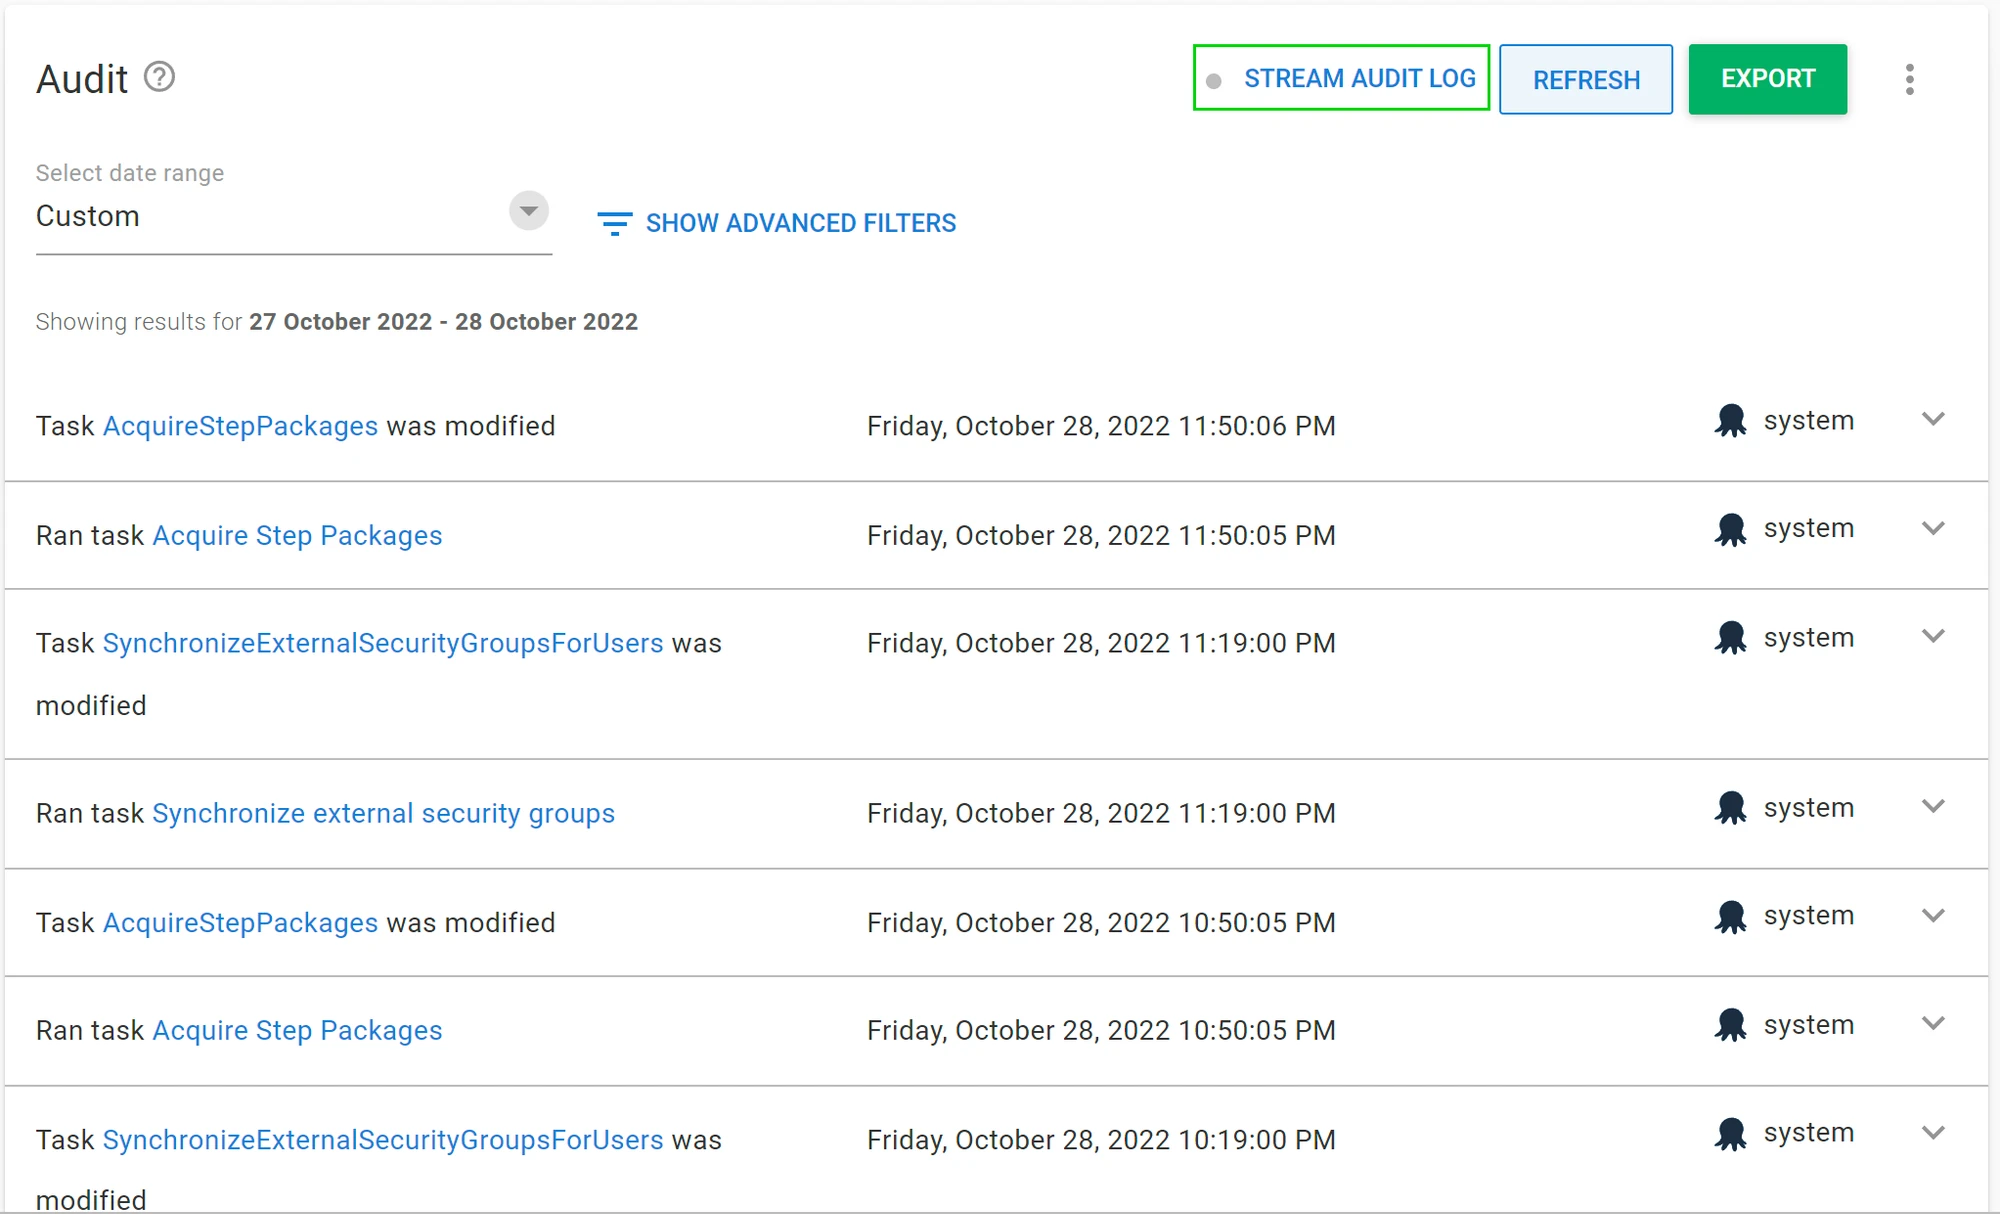 Audit ?
STREAM AUDIT LOG
REFRESH
EXPORT
Select date range
Custom
SHOW ADVANCED FILTERS
Showing results for 27 October 2022 - 28 October 2022
Task AcquireStepPackages was modified Friday, October 28, 2022 11:50:06 PM system
Ran task Acquire Step Packages Friday, October 28, 2022 11:50:05 PM system
Task SynchronizeExternalSecurityGroupsForUsers was Friday, October 28, 2022 11:19:00 PM system
modified
Ran task Synchronize external security groups Friday, October 28, 2022 11:19:00 PM system
Task AcquireStepPackages was modified Friday, October 28, 2022 10:50:05 PM system
Ran task Acquire Step Packages Friday, October 28, 2022 10:50:05 PM system
Task SynchronizeExternalSecurityGroupsForUsers was Friday, October 28, 2022 10:19:00 PM system
modified